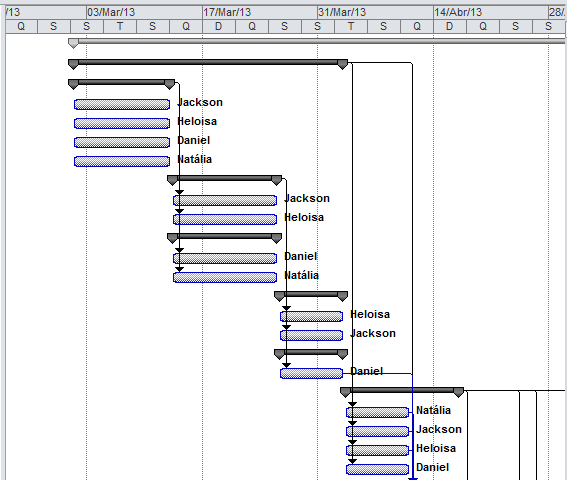 /13 03/Mar/13 17/Mar/13 31/Mar/13 14/Abr/13 28/
Q S S T Q D Q S S T Q D Q S S
Jackson
Heloisa
Daniel
Natália
Jackson
Heloisa
Daniel
Natália
Heloisa
Jackson
Daniel
Natália
Jackson
Heloisa
Daniel